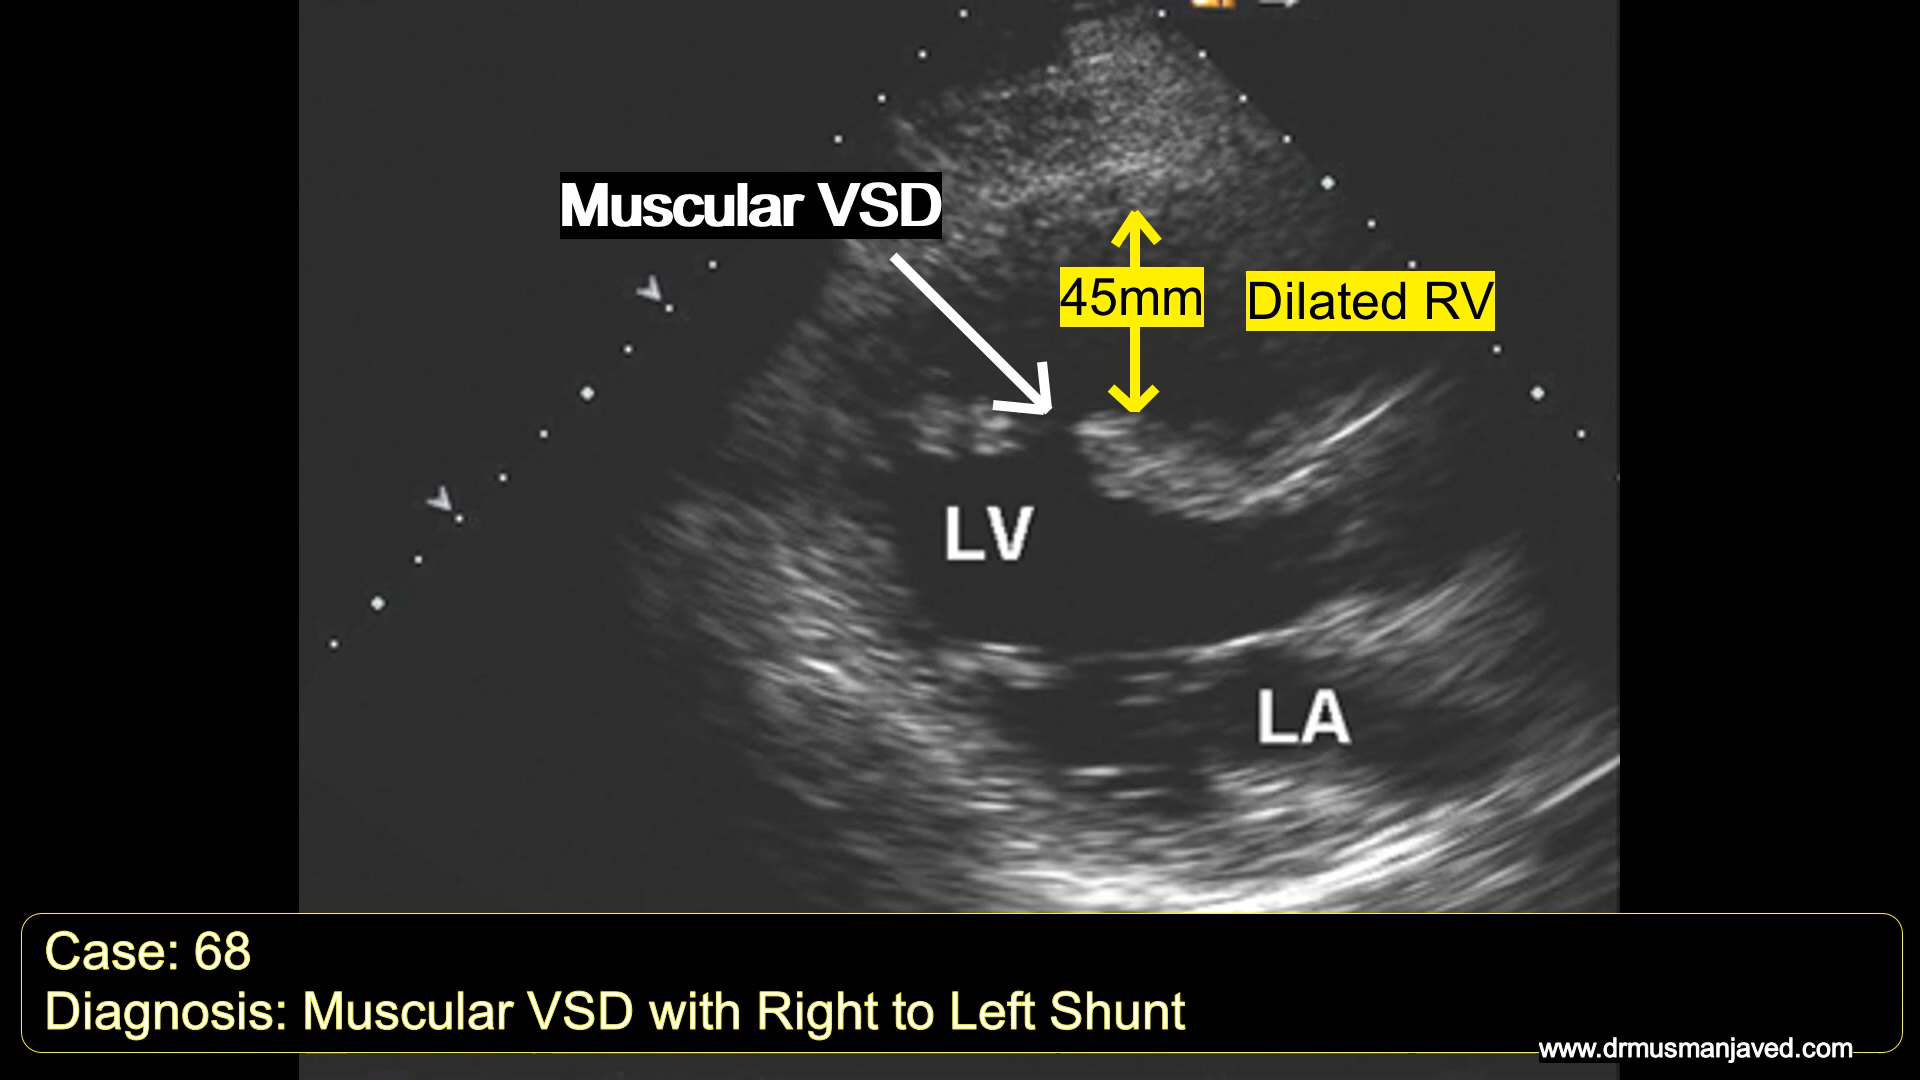 Muscular VSD
45mm
Dilated RV
LV
LA
Case: 68
Diagnosis: Muscular VSD with Right to Left Shunt
www.drmusmanjaved.com